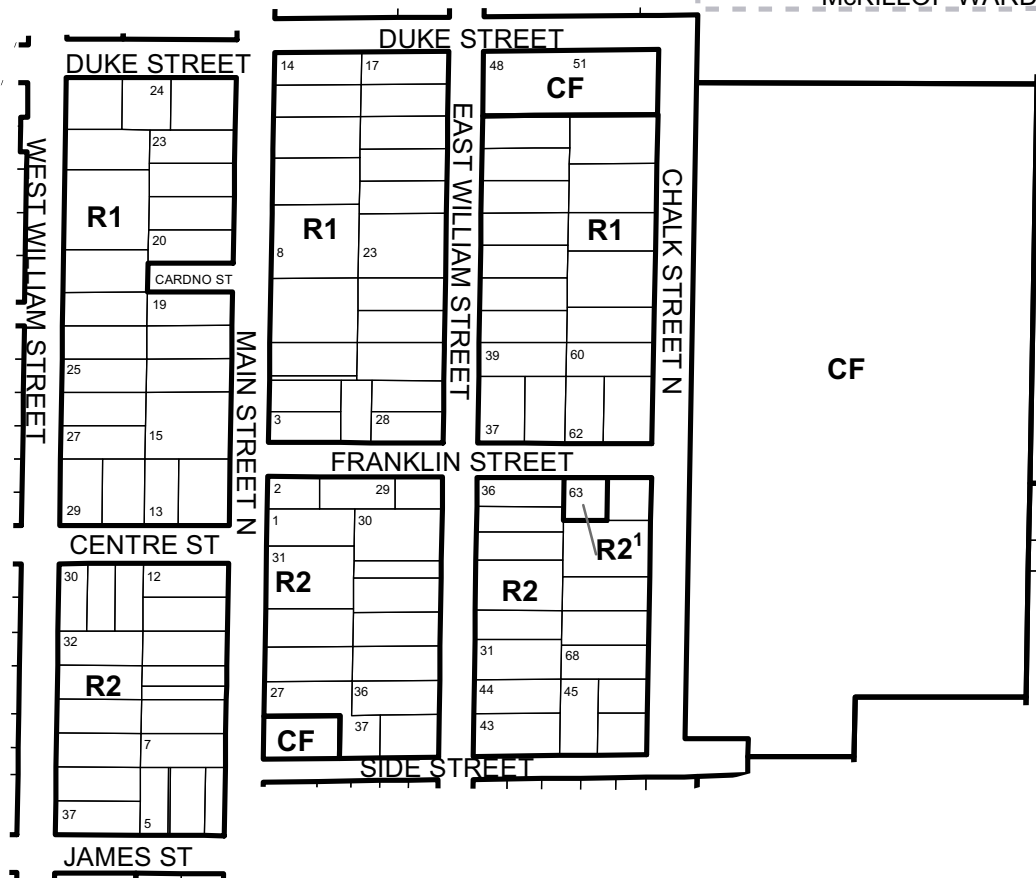 McKILLOP WARD
DUKE STREET
DUKE STREET
14
17
48
51
CF
24
23
R1
20
CARDNO ST
19
25
27
15
29
13
R1
8
23
3
28
R1
39
60
37
62
WEST WILLIAM STREET
MAIN STREET N
EAST WILLIAM STREET
CHALK STREET N
CF
FRANKLIN STREET
CENTRE ST
2
29
1
30
31
R2
27
36
37
CF
36
63
R2¹
R2
31
68
44
45
43
30
12
32
R2
7
37
5
SIDE STREET
JAMES ST